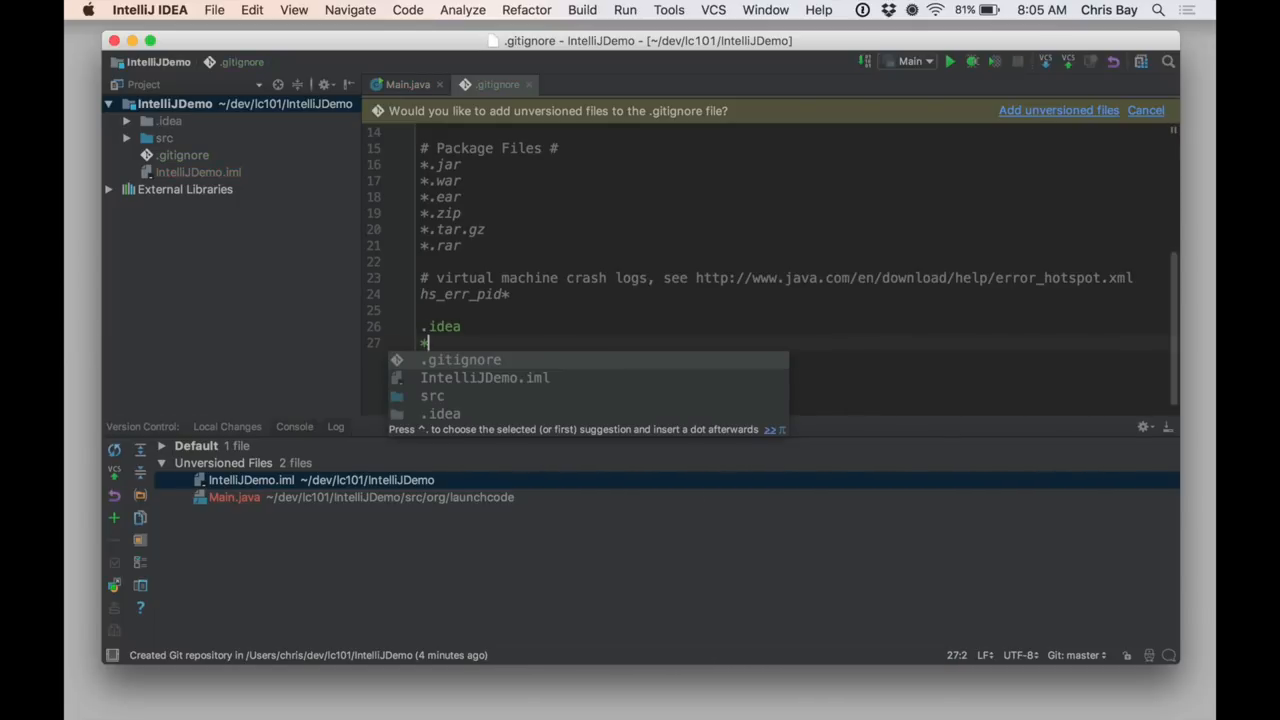 IntelliJ IDEA File Edit View Navigate Code Analyze Refactor Build Run Tools VCS Window Help 81% 8:05 AM Chris Bay
.gitignore - IntelliJDemo - [~/dev/lc101/IntelliJDemo]
IntelliJDemo .gitignore Main
Project Main.java .gitignore
IntelliJDemo ~/dev/lc101/IntelliJDemo
.idea
src
.gitignore
IntelliJDemo.iml
External Libraries
Would you like to add unversioned files to the .gitignore file? Add unversioned files Cancel
14
15 # Package Files #
16 *.jar
17 *.war
18 *.ear
19 *.zip
20 *.tar.gz
21 *.rar
22
23 # virtual machine crash logs, see http://www.java.com/en/download/help/error_hotspot.xml
24 hs_err_pid*
25
26 .idea
27 *
.gitignore
IntelliJDemo.iml
src
.idea
Press ^. to choose the selected (or first) suggestion and insert a dot afterwards >> π
Version Control: Local Changes Console Log
Default 1 file
Unversioned Files 2 files
IntelliJDemo.iml ~/dev/lc101/IntelliJDemo
Main.java ~/dev/lc101/IntelliJDemo/src/org/launchcode
Created Git repository in /Users/chris/dev/lc101/IntelliJDemo (4 minutes ago) 27:2 LF UTF-8 Git: master